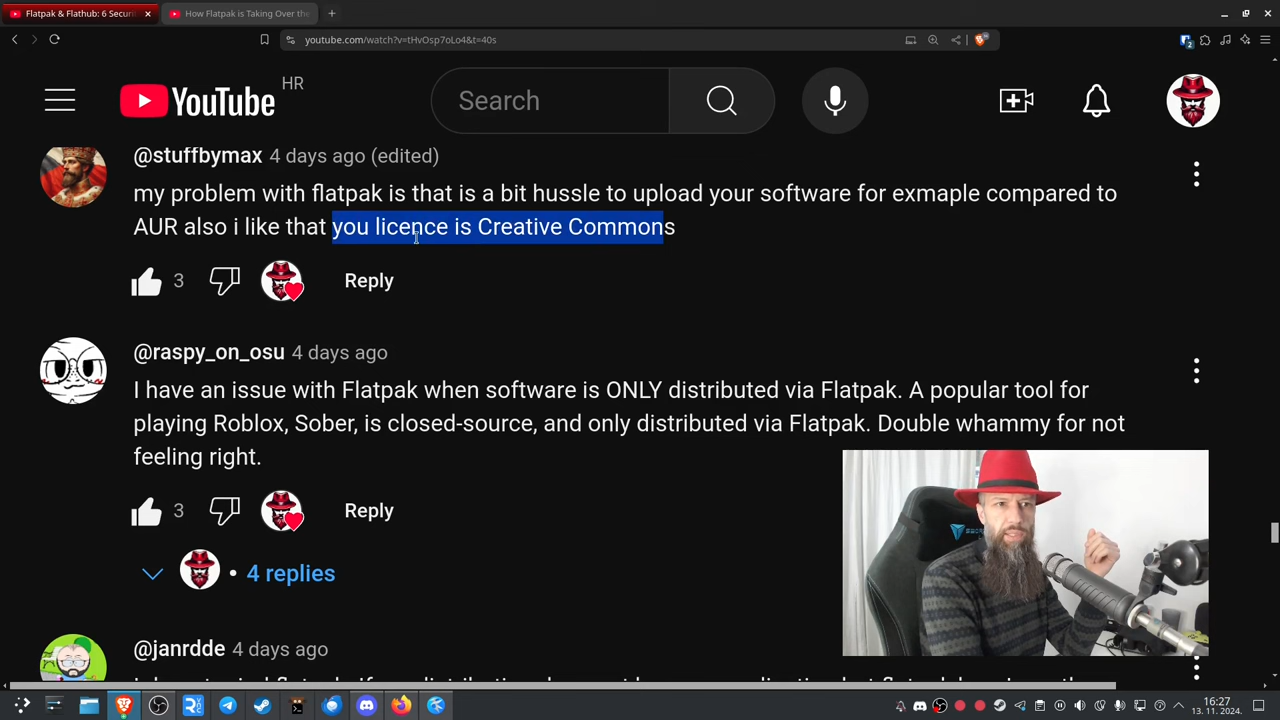 Flatpak & Flathub: 6 Securi
How Flatpak is Taking Over the
youtube.com/watch?v=tHvOsp7oLo4&t=40s
YouTube HR
Search
@stuffbymax 4 days ago (edited)
my problem with flatpak is that is a bit hussle to upload your software for exmaple compared to
AUR also i like that you licence is Creative Commons
3 Reply
@raspy_on_osu 4 days ago
I have an issue with Flatpak when software is ONLY distributed via Flatpak. A popular tool for
playing Roblox, Sober, is closed-source, and only distributed via Flatpak. Double whammy for not
feeling right.
3 Reply
• 4 replies
@janrdde 4 days ago
16:27
13. 11. 2024.